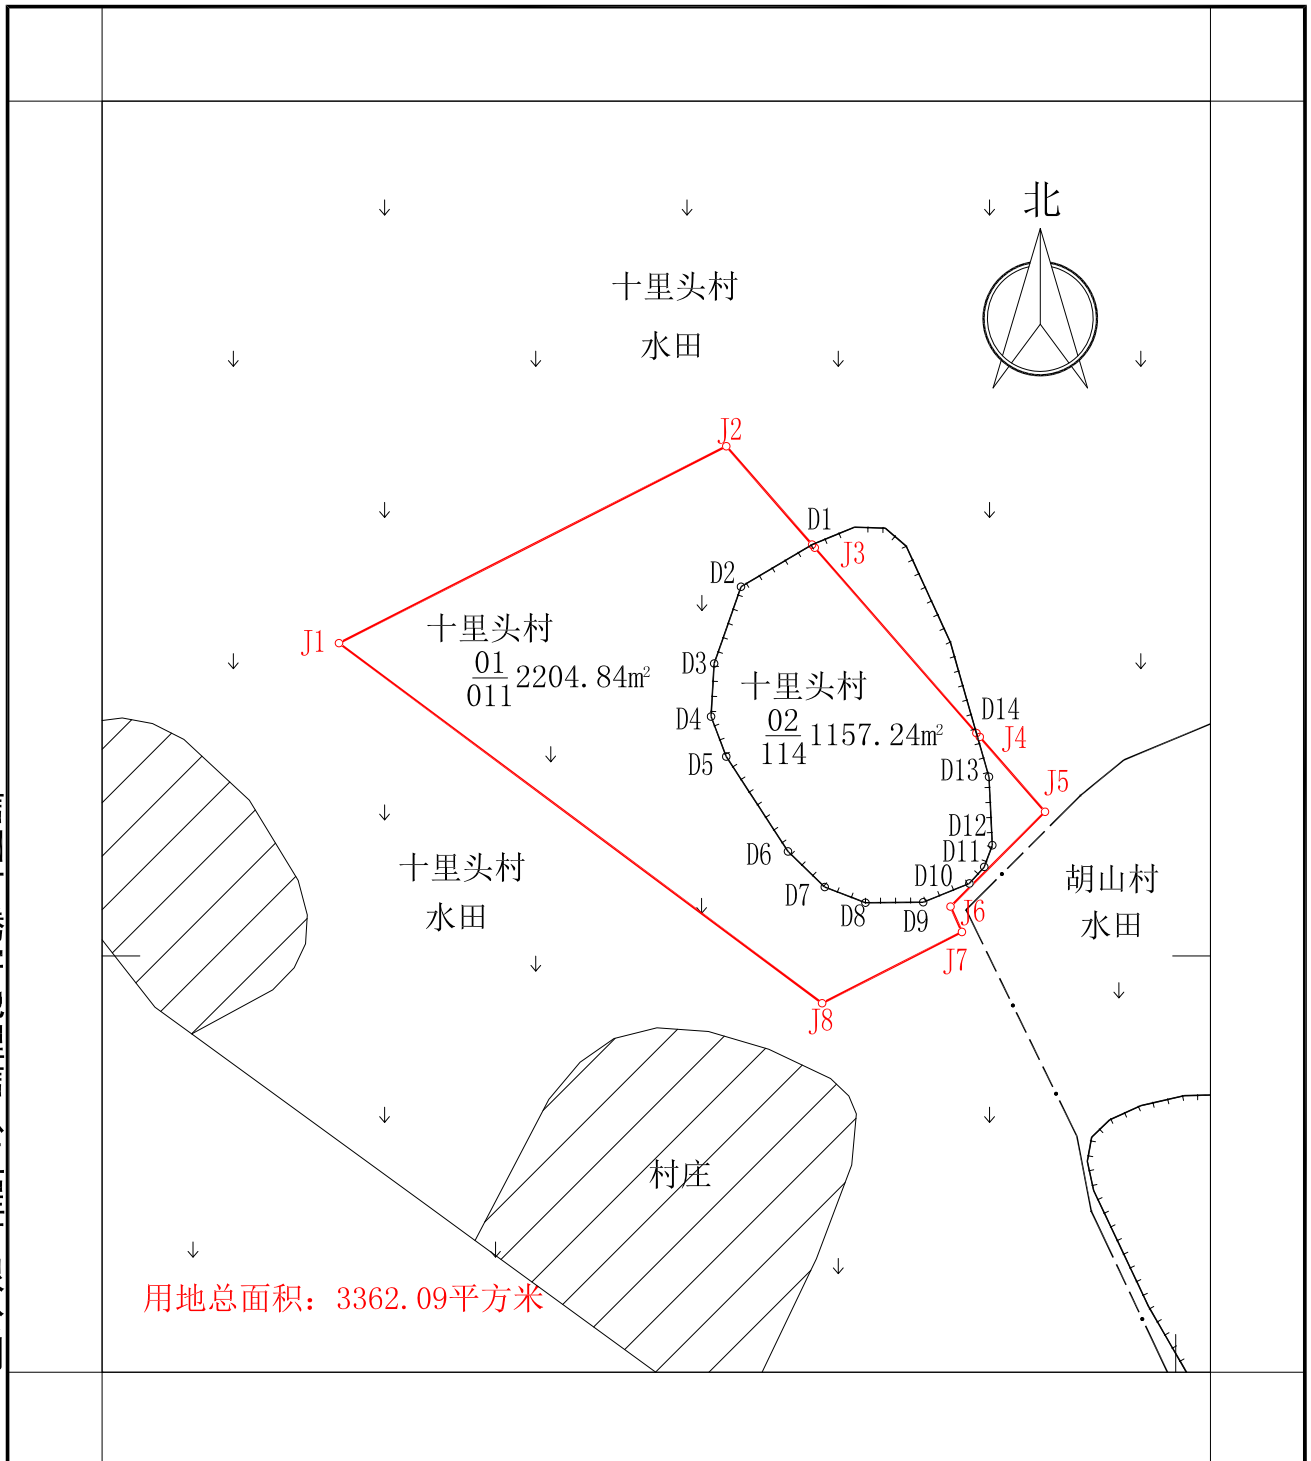 北
十里头村
水田
J2
D1
J3
D2
十里头村
J1
01
011
2204.84m²
D3
十里头村
D4
02
114
1157.24m²
D14
J4
D5
D13
J5
D12
D11
D6
D10
十里头村
水田
D7
D8
D9
J6
胡山村
水田
J7
J8
村庄
用地总面积：3362.09平方米